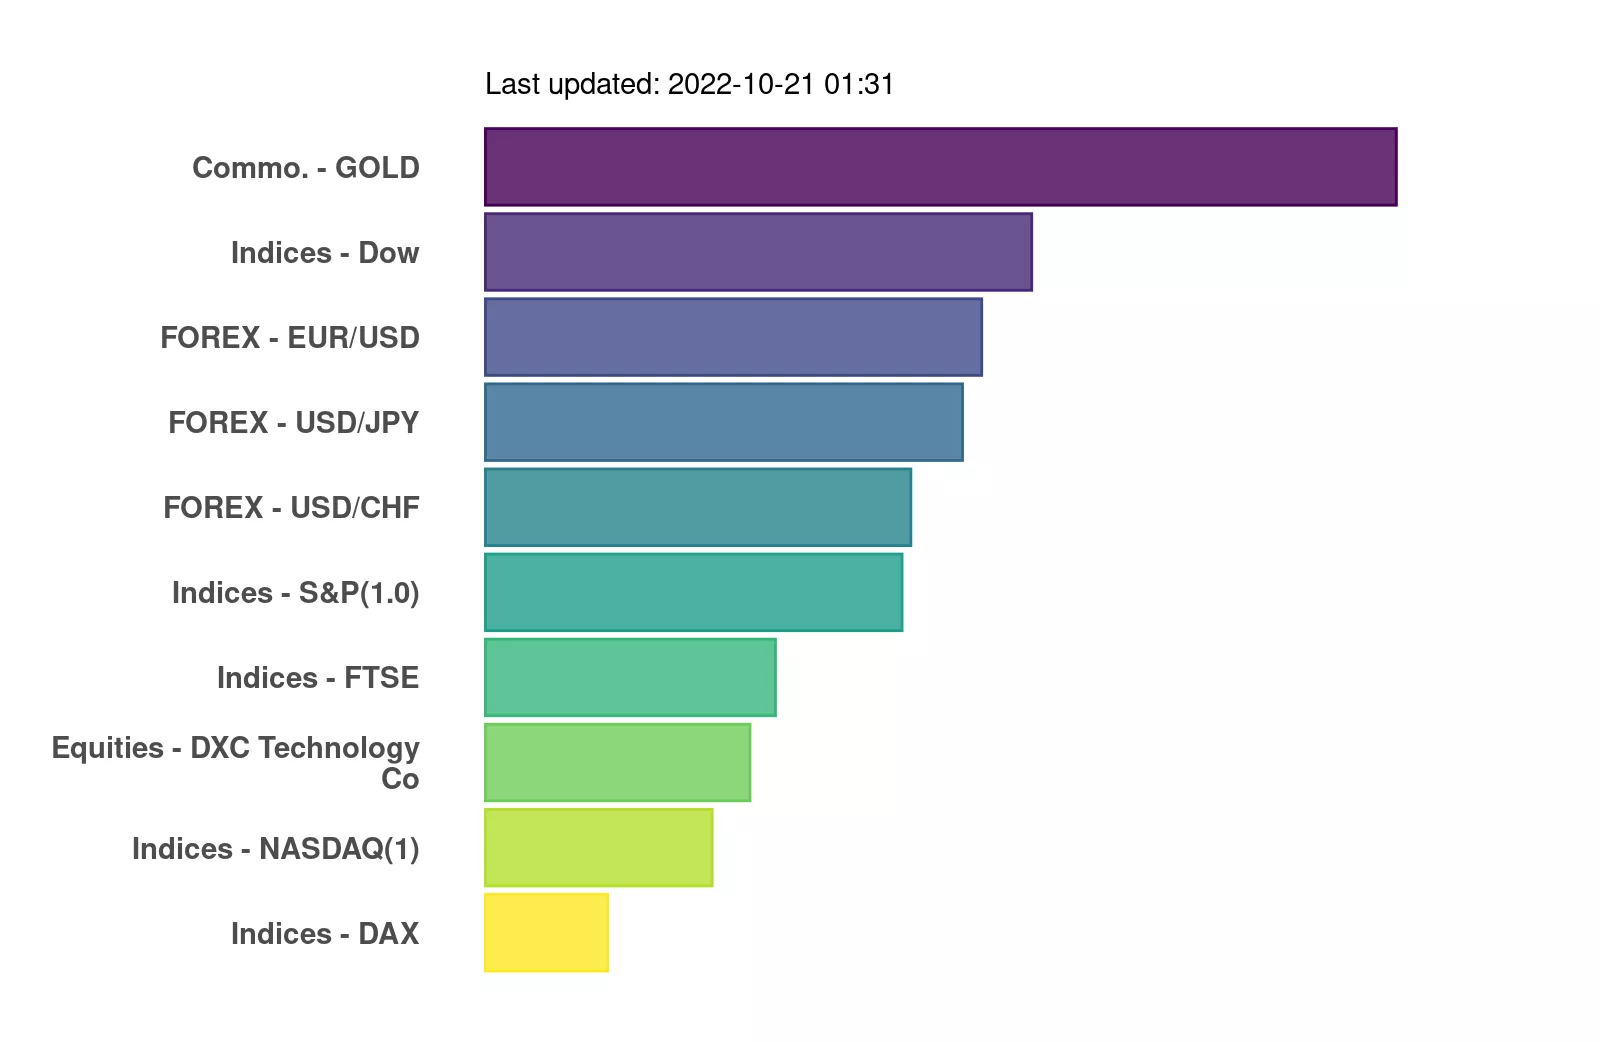 Last updated: 2022-10-21 01:31
Commo. - GOLD
Indices - Dow
FOREX - EUR/USD
FOREX - USD/JPY
FOREX - USD/CHF
Indices - S&P(1.0)
Indices - FTSE
Equities - DXC Technology
Co
Indices - NASDAQ(1)
Indices - DAX